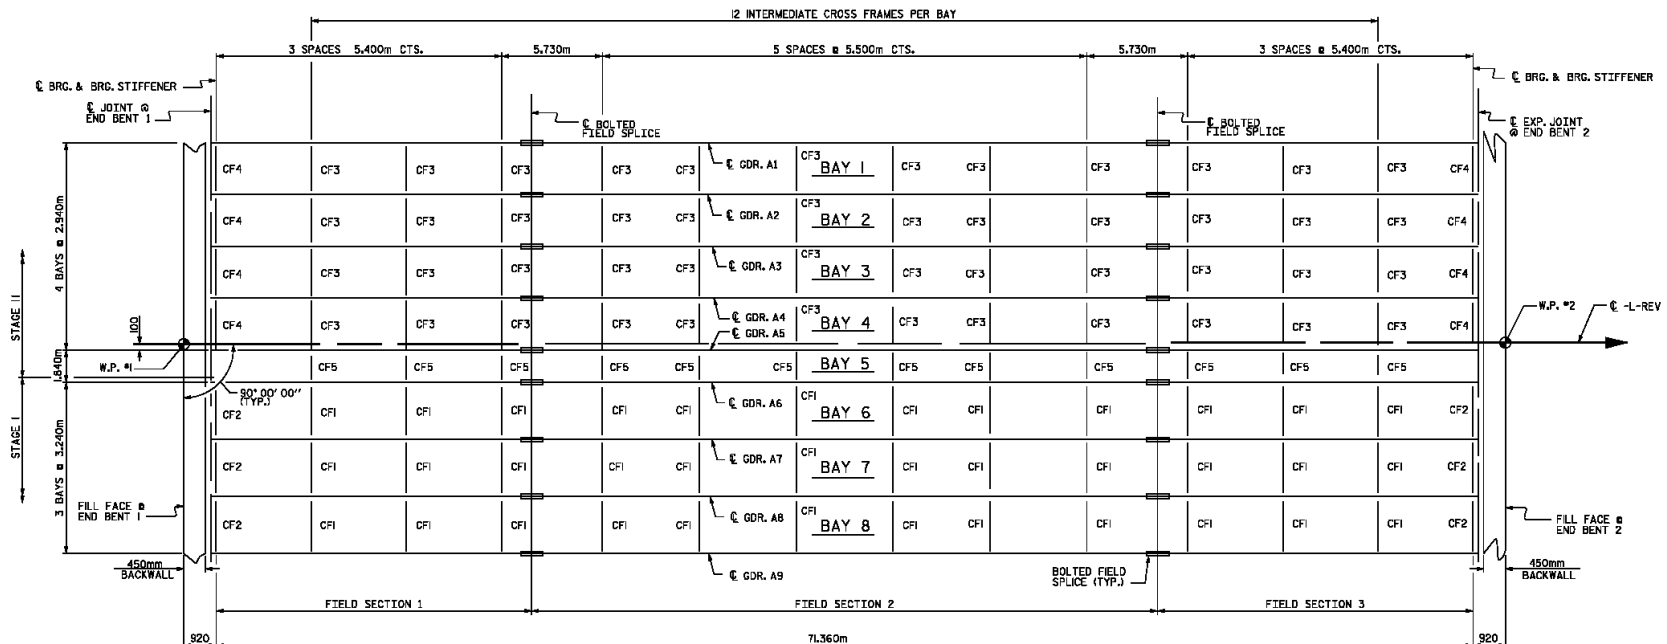 12 INTERMEDIATE CROSS FRAMES PER BAY
3 SPACES 5.400m CTS.
5.730m
5 SPACES @ 5.500m CTS.
5.730m
3 SPACES @ 5.400m CTS.
℄ BRG. & BRG. STIFFENER
℄ BRG. & BRG. STIFFENER
℄ JOINT @
END BENT 1
℄ BOLTED
FIELD SPLICE
℄ BOLTED
FIELD SPLICE
℄ EXP. JOINT
@ END BENT 2
CF4 CF3 CF3 CF3 CF3 CF3 CF3 BAY 1 CF3 CF3 CF3 CF3 CF3 CF3 CF4
℄ GDR. A1
CF4 CF3 CF3 CF3 CF3 CF3 CF3 BAY 2 CF3 CF3 CF3 CF3 CF3 CF3 CF4
℄ GDR. A2
CF4 CF3 CF3 CF3 CF3 CF3 CF3 BAY 3 CF3 CF3 CF3 CF3 CF3 CF3 CF4
℄ GDR. A3
CF4 CF3 CF3 CF3 CF3 CF3 CF3 BAY 4 CF3 CF3 CF3 CF3 CF3 CF3 CF4
℄ GDR. A4
℄ GDR. A5
4 BAYS @ 2.940m
STAGE II
100
W.P. #1
W.P. #2
℄ -L-REV
1.840m
CF5 CF5 CF5 CF5 CF5 CF5 BAY 5 CF5 CF5 CF5 CF5 CF5 CF5
90° 00' 00"
(TYP.)
℄ GDR. A6
CF2 CF1 CF1 CF1 CF1 CF1 CF1 BAY 6 CF1 CF1 CF1 CF1 CF1 CF1 CF2
℄ GDR. A7
CF2 CF1 CF1 CF1 CF1 CF1 CF1 BAY 7 CF1 CF1 CF1 CF1 CF1 CF1 CF2
℄ GDR. A8
CF2 CF1 CF1 CF1 CF1 CF1 CF1 BAY 8 CF1 CF1 CF1 CF1 CF1 CF1 CF2
℄ GDR. A9
STAGE I
3 BAYS @ 3.240m
FILL FACE @
END BENT 1
FILL FACE @
END BENT 2
450mm
BACKWALL
BOLTED FIELD
SPLICE (TYP.)
450mm
BACKWALL
FIELD SECTION 1
FIELD SECTION 2
FIELD SECTION 3
920
71.360m
920